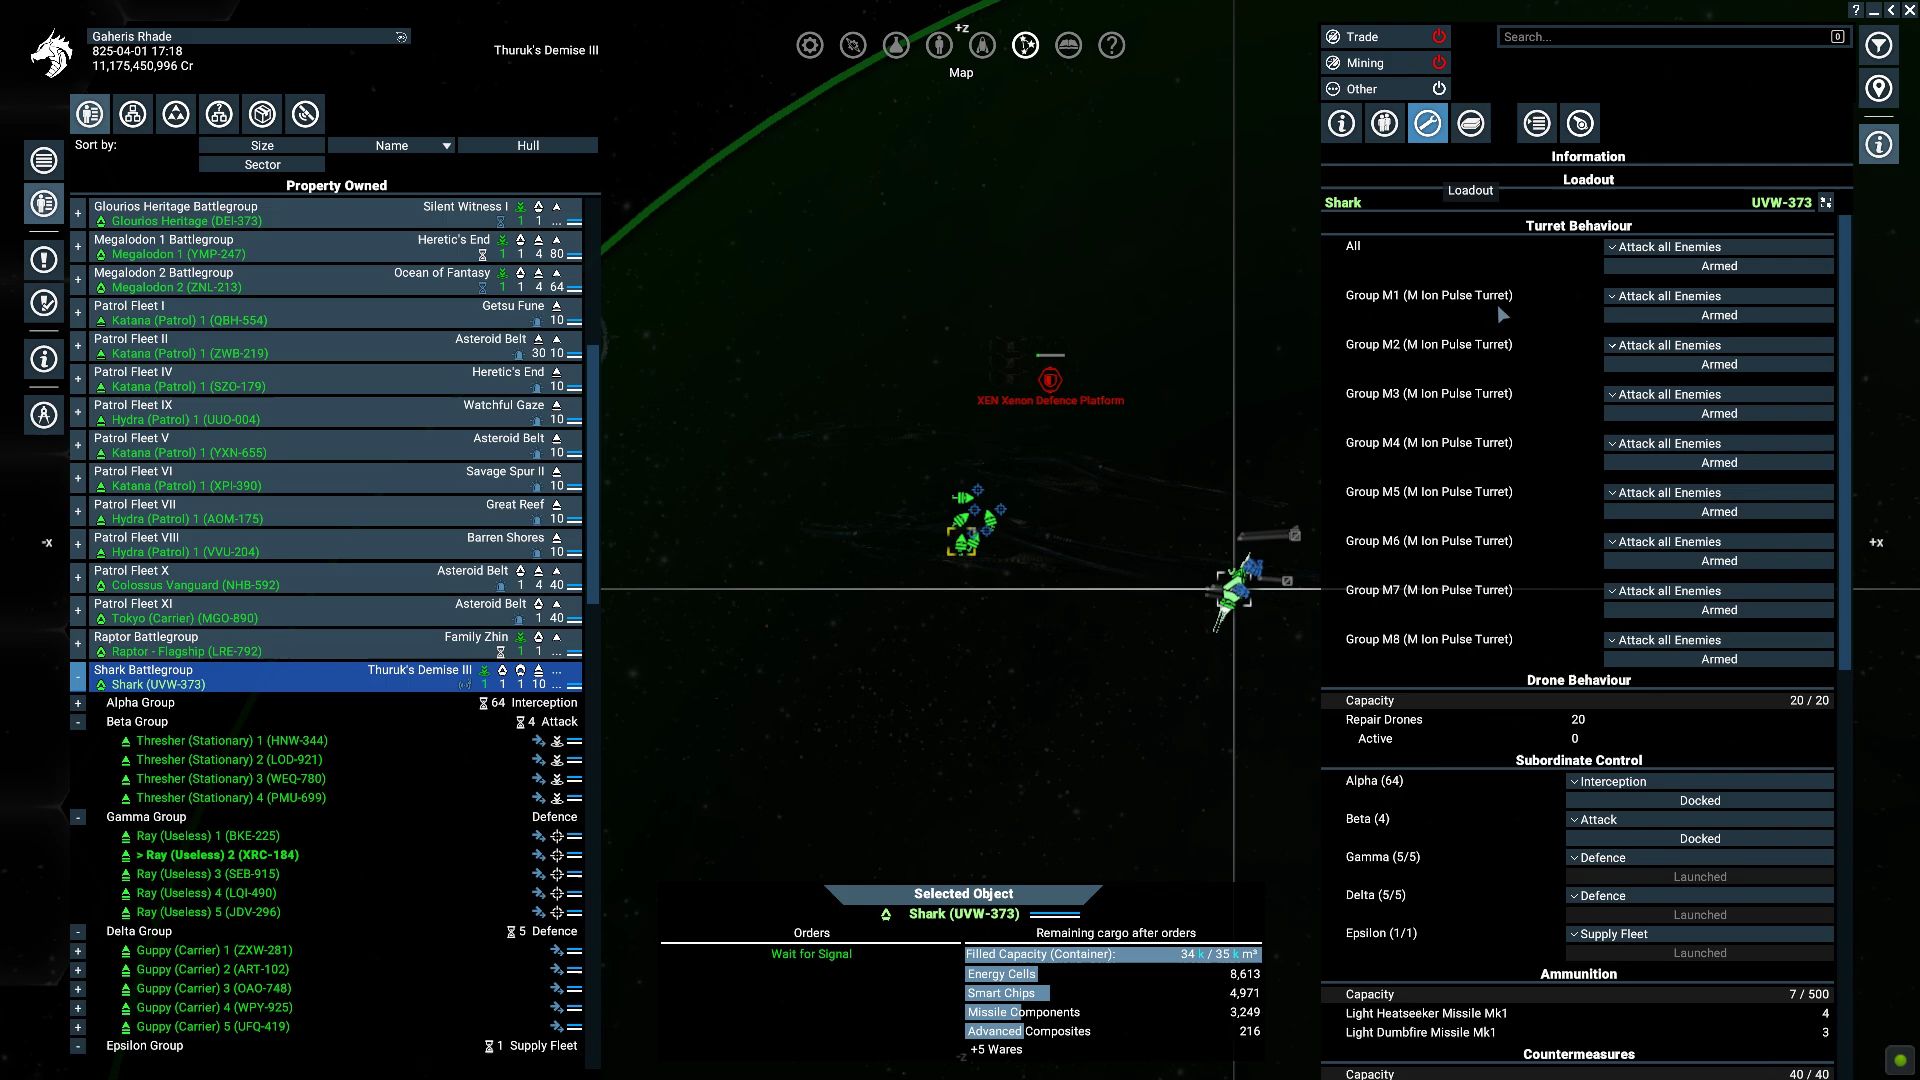 Gaheris Rhade
825-04-01 17:18
11,175,450,996 Cr
Thuruk's Demise III
+z
Map
Sort by:
Size
Name
Hull
Sector
Property Owned
Glourios Heritage Battlegroup Silent Witness I
Glourios Heritage (DEI-373) 1 1 ...
Megalodon 1 Battlegroup Heretic's End
Megalodon 1 (YMP-247) 1 1 4 80
Megalodon 2 Battlegroup Ocean of Fantasy
Megalodon 2 (ZNL-213) 1 1 4 64
Patrol Fleet I Getsu Fune
Katana (Patrol) 1 (QBH-554) 10
Patrol Fleet II Asteroid Belt
Katana (Patrol) 1 (ZWB-219) 30 10
Patrol Fleet IV Heretic's End
Katana (Patrol) 1 (SZO-179) 10
Patrol Fleet IX Watchful Gaze
Hydra (Patrol) 1 (UUO-004) 10
Patrol Fleet V Asteroid Belt
Katana (Patrol) 1 (YXN-655) 10
Patrol Fleet VI Savage Spur II
Katana (Patrol) 1 (XPI-390) 10
Patrol Fleet VII Great Reef
Hydra (Patrol) 1 (AOM-175) 10
Patrol Fleet VIII Barren Shores
Hydra (Patrol) 1 (VVU-204) 10
Patrol Fleet X Asteroid Belt
Colossus Vanguard (NHB-592) 1 4 40
Patrol Fleet XI Asteroid Belt
Tokyo (Carrier) (MGO-890) 1 40
Raptor Battlegroup Family Zhin
Raptor - Flagship (LRE-792) 1 1 ...
Shark Battlegroup Thuruk's Demise III ...
Shark (UVW-373) 1 1 1 10 ...
Alpha Group 64 Interception
Beta Group 4 Attack
Thresher (Stationary) 1 (HNW-344)
Thresher (Stationary) 2 (LOD-921)
Thresher (Stationary) 3 (WEQ-780)
Thresher (Stationary) 4 (PMU-699)
Gamma Group Defence
Ray (Useless) 1 (BKE-225)
> Ray (Useless) 2 (XRC-184)
Ray (Useless) 3 (SEB-915)
Ray (Useless) 4 (LQI-490)
Ray (Useless) 5 (JDV-296)
Delta Group 5 Defence
Guppy (Carrier) 1 (ZXW-281)
Guppy (Carrier) 2 (ART-102)
Guppy (Carrier) 3 (OAO-748)
Guppy (Carrier) 4 (WPY-925)
Guppy (Carrier) 5 (UFQ-419)
Epsilon Group 1 Supply Fleet
-x
XEN Xenon Defence Platform
+x
Selected Object
Shark (UVW-373)
Orders
Wait for Signal
Remaining cargo after orders
Filled Capacity (Container): 34 k / 35 k m³
Energy Cells 8,613
Smart Chips 4,971
Missile Components 3,249
Advanced Composites 216
+5 Wares
-z
Trade
Mining
Other
Search...
0
Information
Loadout
Loadout
Shark UVW-373
Turret Behaviour
All Attack all Enemies
Armed
Group M1 (M Ion Pulse Turret) Attack all Enemies
Armed
Group M2 (M Ion Pulse Turret) Attack all Enemies
Armed
Group M3 (M Ion Pulse Turret) Attack all Enemies
Armed
Group M4 (M Ion Pulse Turret) Attack all Enemies
Armed
Group M5 (M Ion Pulse Turret) Attack all Enemies
Armed
Group M6 (M Ion Pulse Turret) Attack all Enemies
Armed
Group M7 (M Ion Pulse Turret) Attack all Enemies
Armed
Group M8 (M Ion Pulse Turret) Attack all Enemies
Armed
Drone Behaviour
Capacity 20 / 20
Repair Drones 20
Active 0
Subordinate Control
Alpha (64) Interception
Docked
Beta (4) Attack
Docked
Gamma (5/5) Defence
Launched
Delta (5/5) Defence
Launched
Epsilon (1/1) Supply Fleet
Launched
Ammunition
Capacity 7 / 500
Light Heatseeker Missile Mk1 4
Light Dumbfire Missile Mk1 3
Countermeasures
Capacity 40 / 40